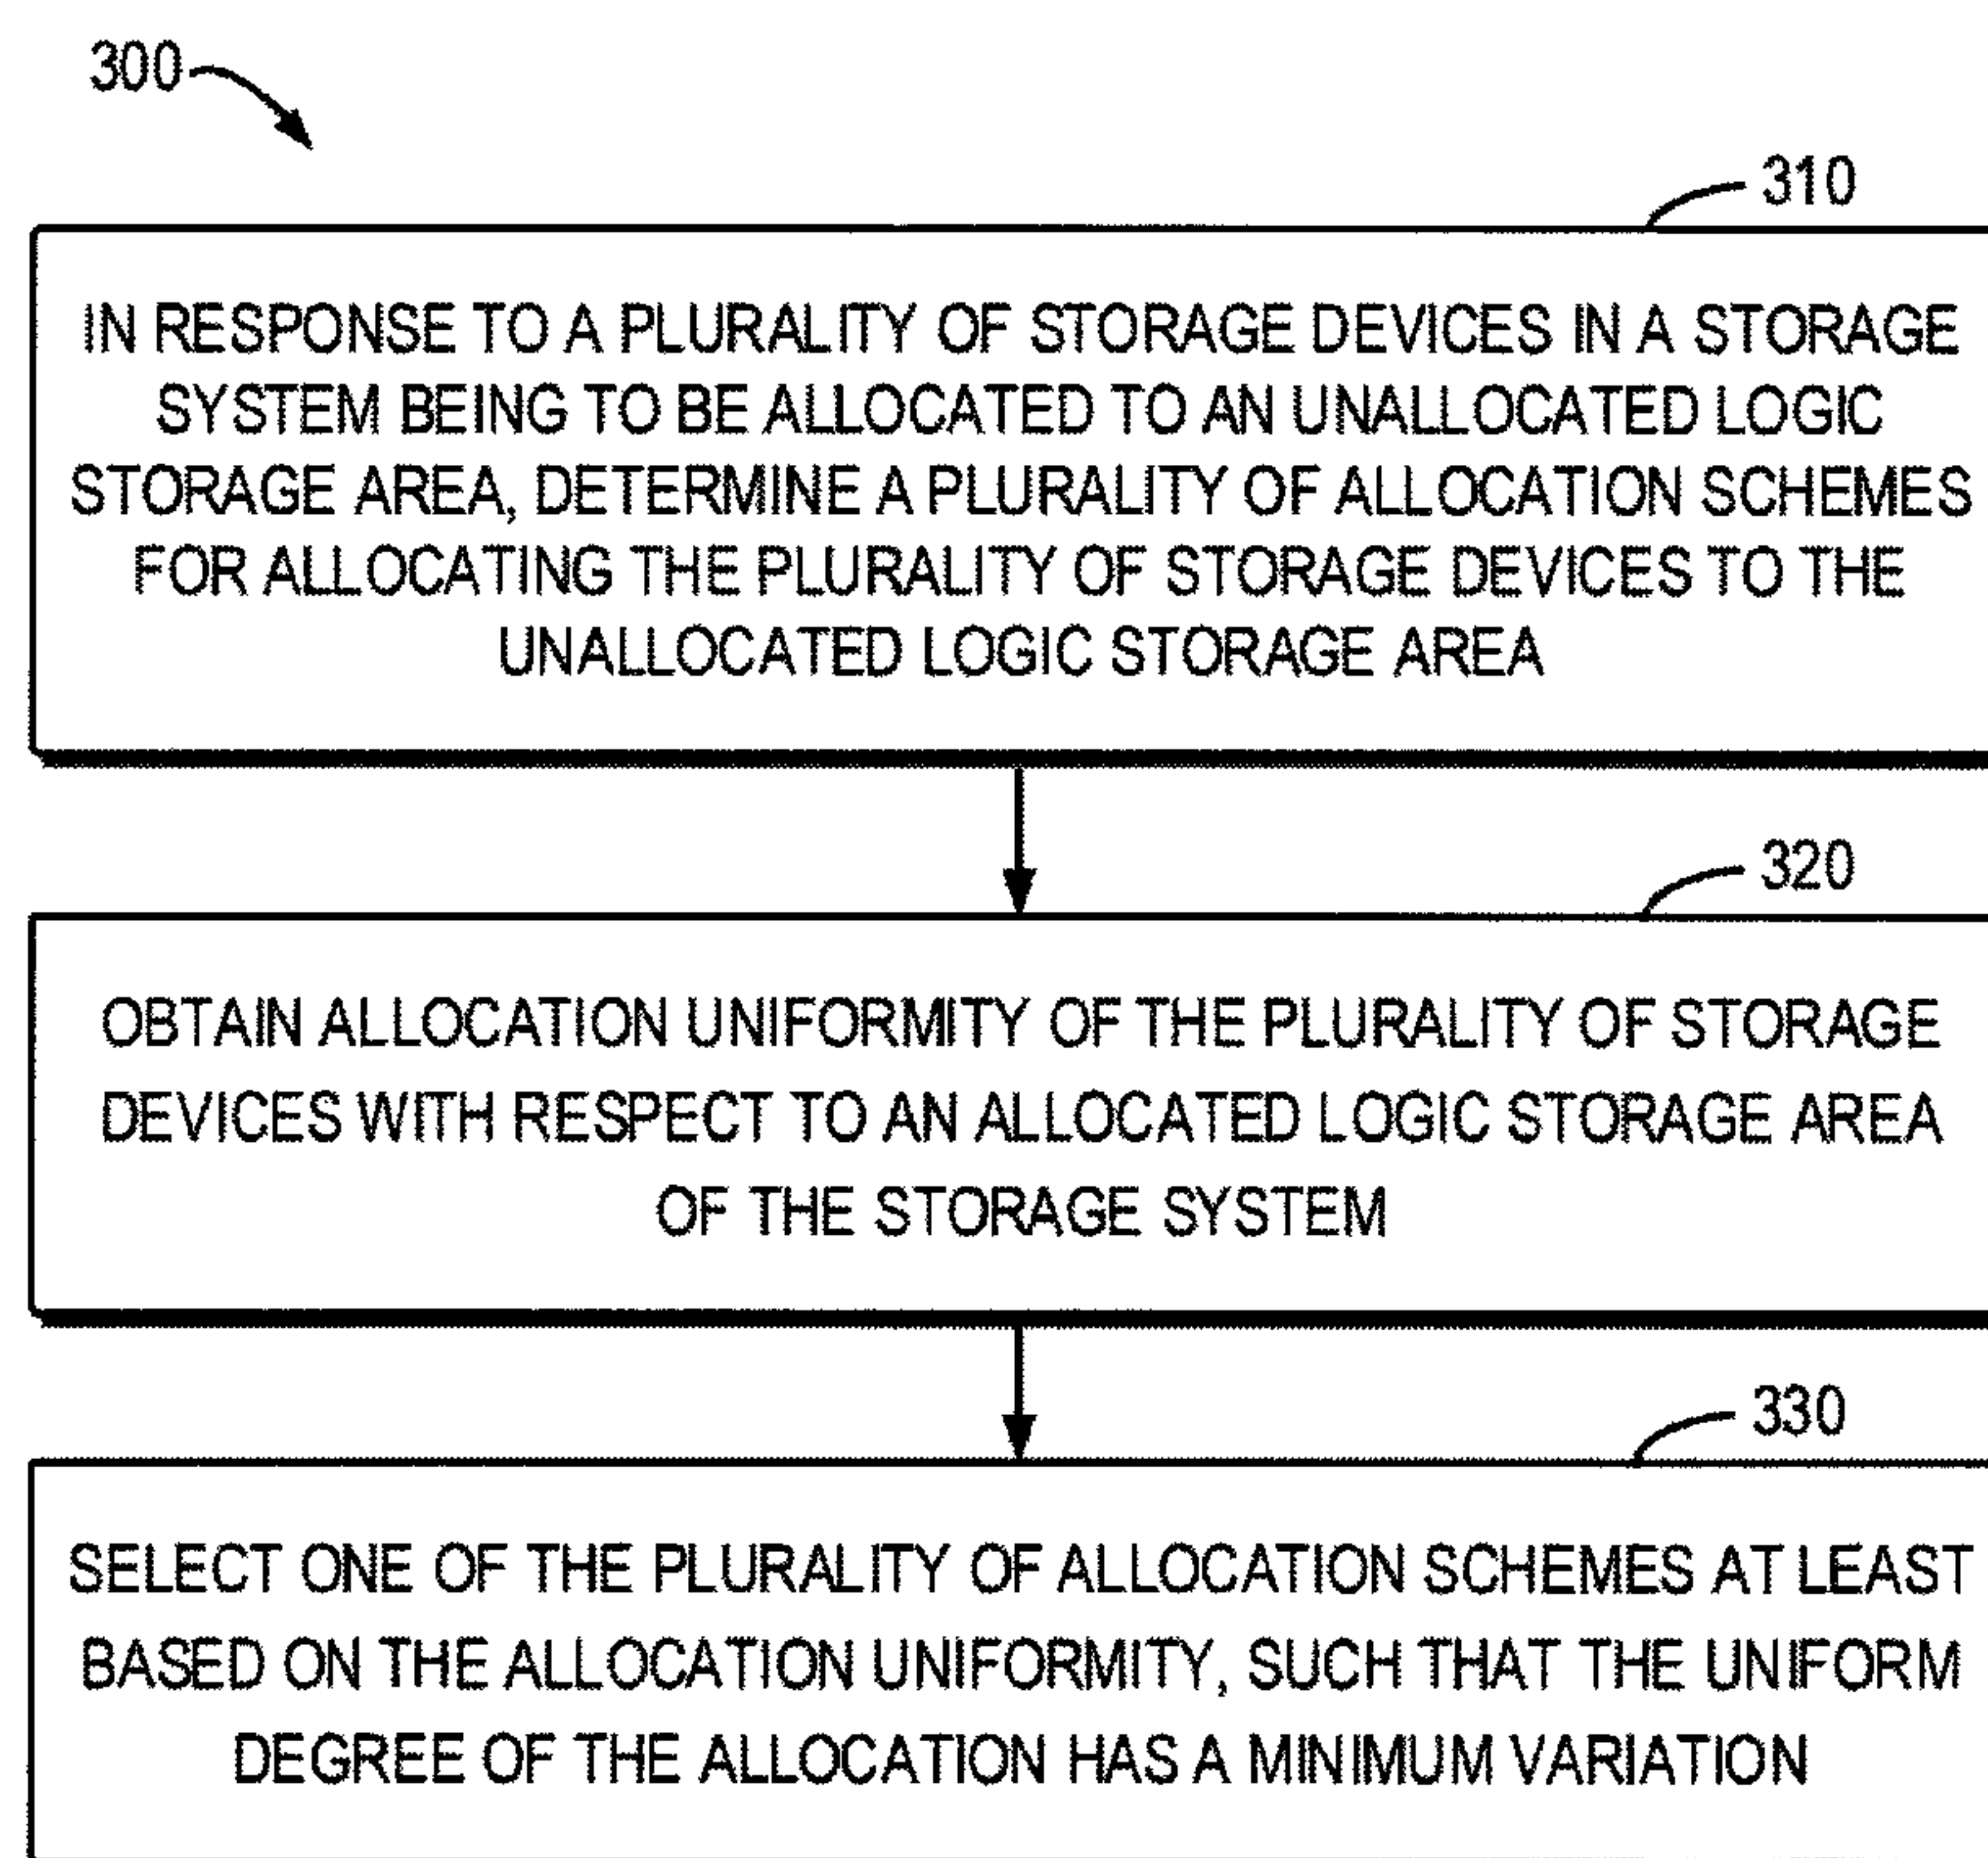 300
310
IN RESPONSE TO A PLURALITY OF STORAGE DEVICES IN A STORAGE
SYSTEM BEING TO BE ALLOCATED TO AN UNALLOCATED LOGIC
STORAGE AREA, DETERMINE A PLURALITY OF ALLOCATION SCHEMES
FOR ALLOCATING THE PLURALITY OF STORAGE DEVICES TO THE
UNALLOCATED LOGIC STORAGE AREA
320
OBTAIN ALLOCATION UNIFORMITY OF THE PLURALITY OF STORAGE
DEVICES WITH RESPECT TO AN ALLOCATED LOGIC STORAGE AREA
OF THE STORAGE SYSTEM
330
SELECT ONE OF THE PLURALITY OF ALLOCATION SCHEMES AT LEAST
BASED ON THE ALLOCATION UNIFORMITY, SUCH THAT THE UNIFORM
DEGREE OF THE ALLOCATION HAS A MINIMUM VARIATION